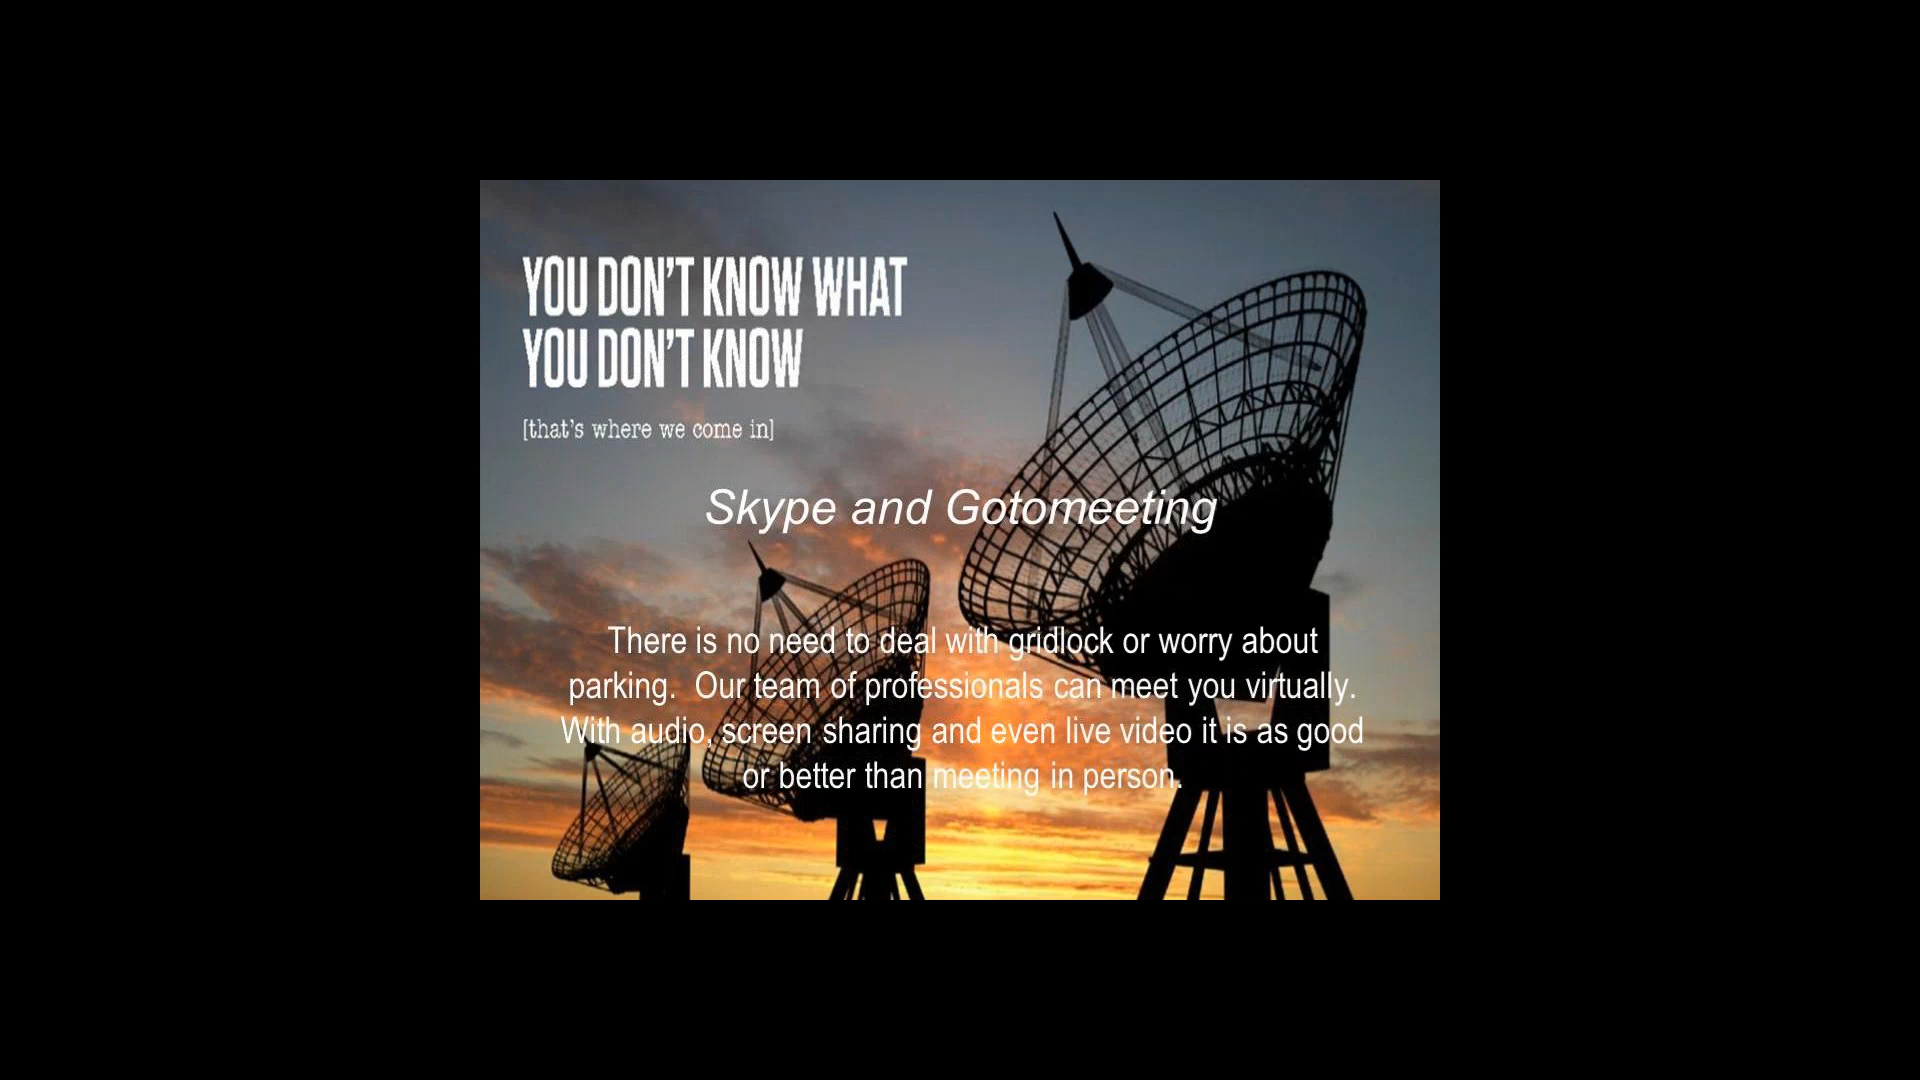 YOU DON'T KNOW WHAT
YOU DON'T KNOW
[that's where we come in]
Skype and Gotomeeting
There is no need to deal with gridlock or worry about
parking.  Our team of professionals can meet you virtually.
With audio, screen sharing and even live video it is as good
or better than meeting in person.